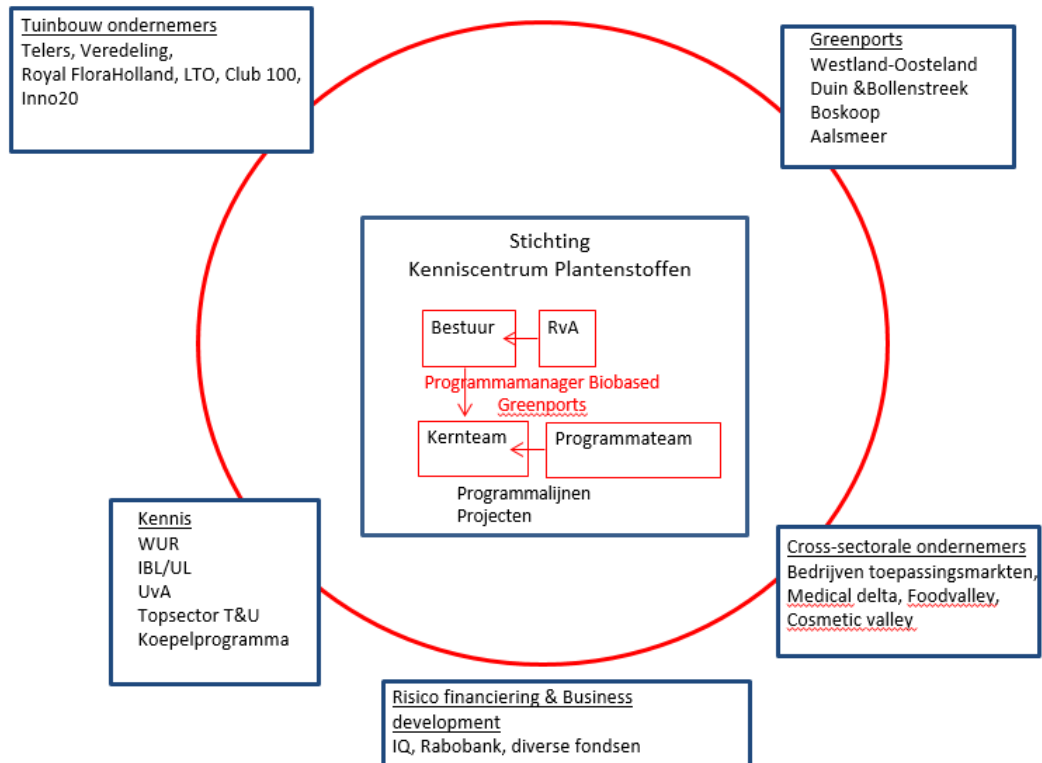 Tuinbouw ondernemers
Telers, Veredeling,
Royal FloraHolland, LTO, Club 100,
Inno20
Greenports
Westland-Oosteland
Duin &Bollenstreek
Boskoop
Aalsmeer
Stichting
Kenniscentrum Plantenstoffen
Bestuur
RvA
Programmamanager Biobased
Greenports
Kernteam
Programmateam
Programmalijnen
Projecten
Kennis
WUR
IBL/UL
UvA
Topsector T&U
Koepelprogramma
Cross-sectorale ondernemers
Bedrijven toepassingsmarkten,
Medical delta, Foodvalley,
Cosmetic valley
Risico financiering & Business
development
IQ, Rabobank, diverse fondsen